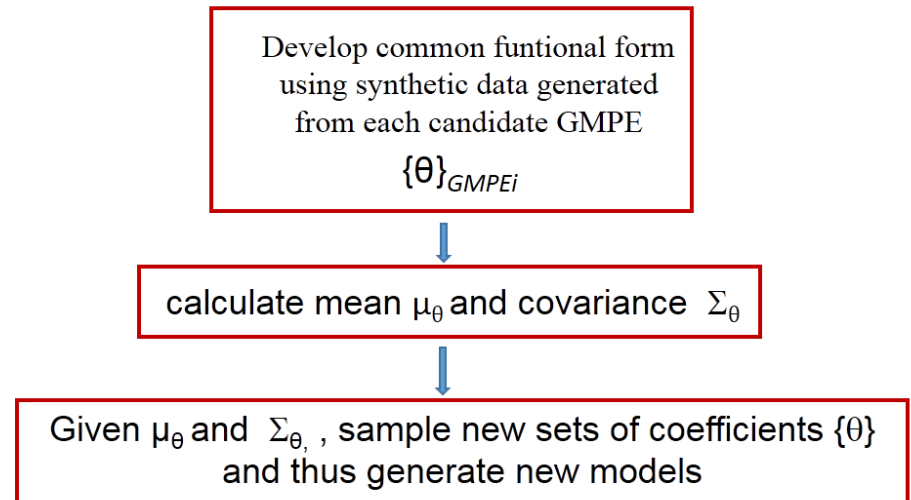 Develop common funtional form
using synthetic data generated
from each candidate GMPE
{θ}GMPEi
calculate mean μθ and covariance Σθ
Given μθ and Σθ, , sample new sets of coefficients {θ}
and thus generate new models